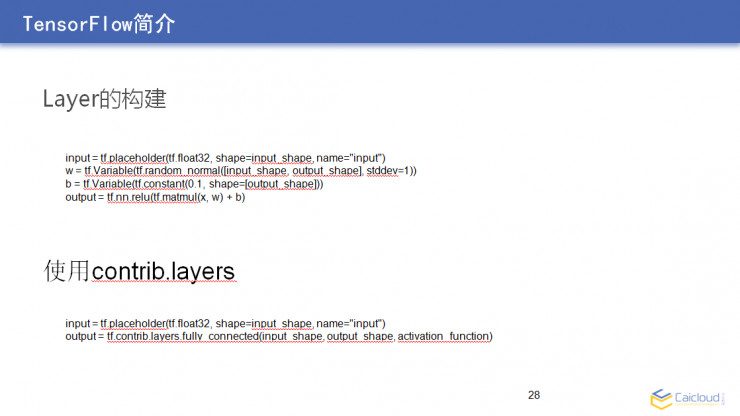 TensorFlow简介
Layer的构建
input = tf.placeholder(tf.float32, shape=input_shape, name="input")
w = tf.Variable(tf.random_normal([input_shape, output_shape], stddev=1))
b = tf.Variable(tf.constant(0.1, shape=[output_shape]))
output = tf.nn.relu(tf.matmul(x, w) + b)
使用contrib.layers
input = tf.placeholder(tf.float32, shape=input_shape, name="input")
output = tf.contrib.layers.fully_connected(input_shape, output_shape, activation_function)
28
Caicloud